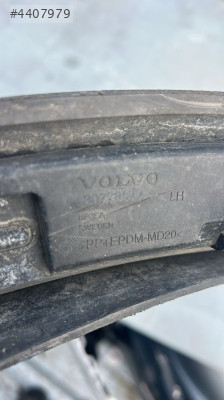 #4407979
VOLVO
LH
SWEDEN
>PP+EPDM-MD20<